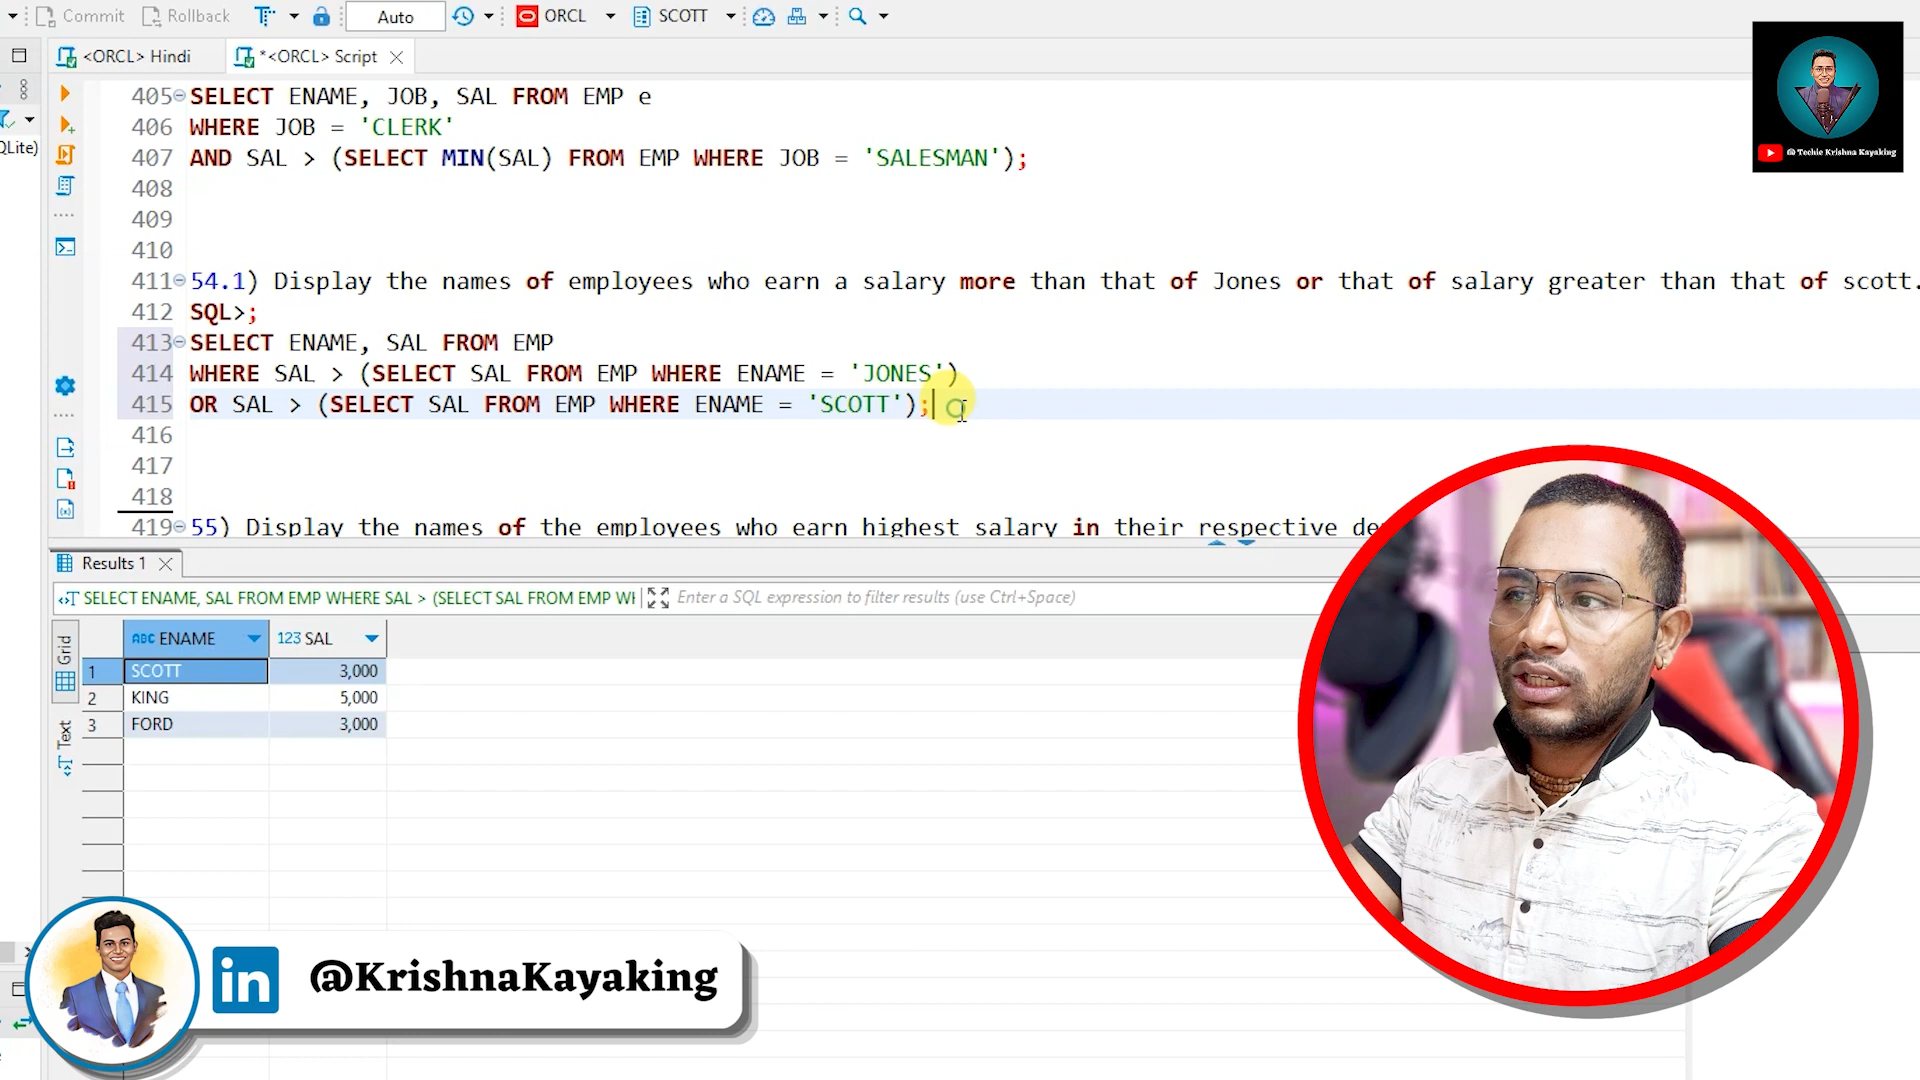 Commit Rollback Auto ORCL SCOTT
<ORCL> Hindi *<ORCL> Script
@ Techie Krishna Kayaking
QLite)
405 SELECT ENAME, JOB, SAL FROM EMP e
406 WHERE JOB = 'CLERK'
407 AND SAL > (SELECT MIN(SAL) FROM EMP WHERE JOB = 'SALESMAN');
408
409
410
411 54.1) Display the names of employees who earn a salary more than that of Jones or that of salary greater than that of scott.
412 SQL>;
413 SELECT ENAME, SAL FROM EMP
414 WHERE SAL > (SELECT SAL FROM EMP WHERE ENAME = 'JONES')
415 OR SAL > (SELECT SAL FROM EMP WHERE ENAME = 'SCOTT');
416
417
418
419 55) Display the names of the employees who earn highest salary in their respective de
Results 1
SELECT ENAME, SAL FROM EMP WHERE SAL > (SELECT SAL FROM EMP WH Enter a SQL expression to filter results (use Ctrl+Space)
Grid
Text
ABC ENAME 123 SAL
1 SCOTT 3,000
2 KING 5,000
3 FORD 3,000
in @KrishnaKayaking